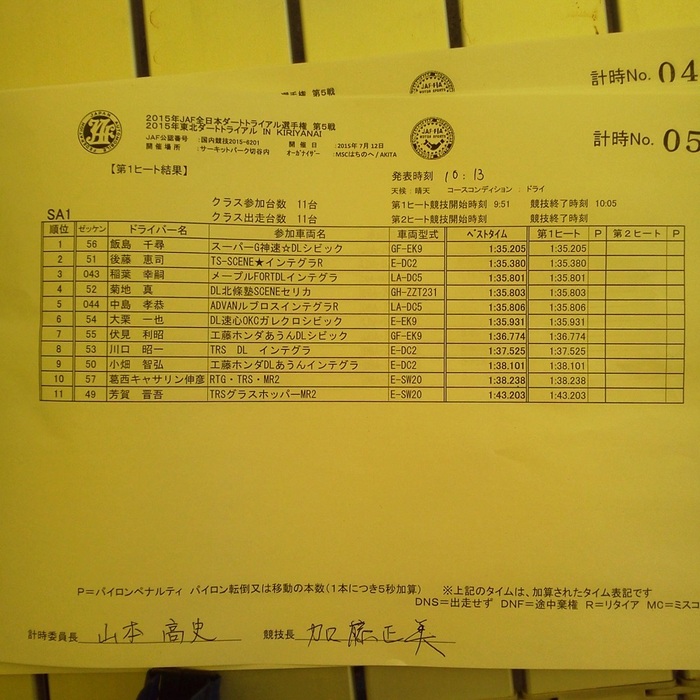 選手権 第5戦
計時No. 04
2015年JAF全日本ダートトライアル選手権 第5戦
2015年東北ダートトライアル IN KIRIYANAI
計時No. 05
JAF公認番号 :国内競技2015-6201 開催日 :2015年 7月 12日
開催場所 :サーキットパーク切谷内 オーガナイザー :MSCはちのへ/AKITA
【第1ヒート結果】
発表時刻 10:13
天候:晴天 コースコンディション : ドライ
クラス参加台数 11台 第1ヒート競技開始時刻 9:51 競技終了時刻 10:05
SA1 クラス出走台数 11台 第2ヒート競技開始時刻 競技終了時刻
順位 ゼッケン ドライバー名 参加車両名 車両型式 ベストタイム 第1ヒート P 第2ヒート P
1 56 飯島 千尋 スーパーG神速☆DLシビック GF-EK9 1:35.205 1:35.205
2 51 後藤 恵司 TS-SCENE★インテグラR E-DC2 1:35.380 1:35.380
3 043 稲葉 幸嗣 メープルFORTDLインテグラ LA-DC5 1:35.801 1:35.801
4 52 菊地 真 DL北條塾SCENEセリカ GH-ZZT231 1:35.803 1:35.803
5 044 中島 孝恭 ADVANルブロスインテグラR LA-DC5 1:35.806 1:35.806
6 54 大栗 一也 DL速心OKCガレクロシビック E-EK9 1:35.931 1:35.931
7 55 伏見 利昭 工藤ホンダあうんDLシビック GF-EK9 1:36.774 1:36.774
8 53 川口 昭一 TRS DL インテグラ E-DC2 1:37.525 1:37.525
9 50 小畑 智弘 工藤ホンダDLあうんインテグラ E-DC2 1:38.101 1:38.101
10 57 葛西キャサリン伸彦 RTG・TRS・MR2 E-SW20 1:38.238 1:38.238
11 49 芳賀 晋吾 TRSグラスホッパーMR2 E-SW20 1:43.203 1:43.203
P=パイロンペナルティ パイロン転倒又は移動の本数(1本につき5秒加算) ※上記のタイムは、加算されたタイム表記です
DNS=出走せず DNF=途中棄権 R=リタイア MC=ミスコ
計時委員長 山本 高史 競技長 加藤正美